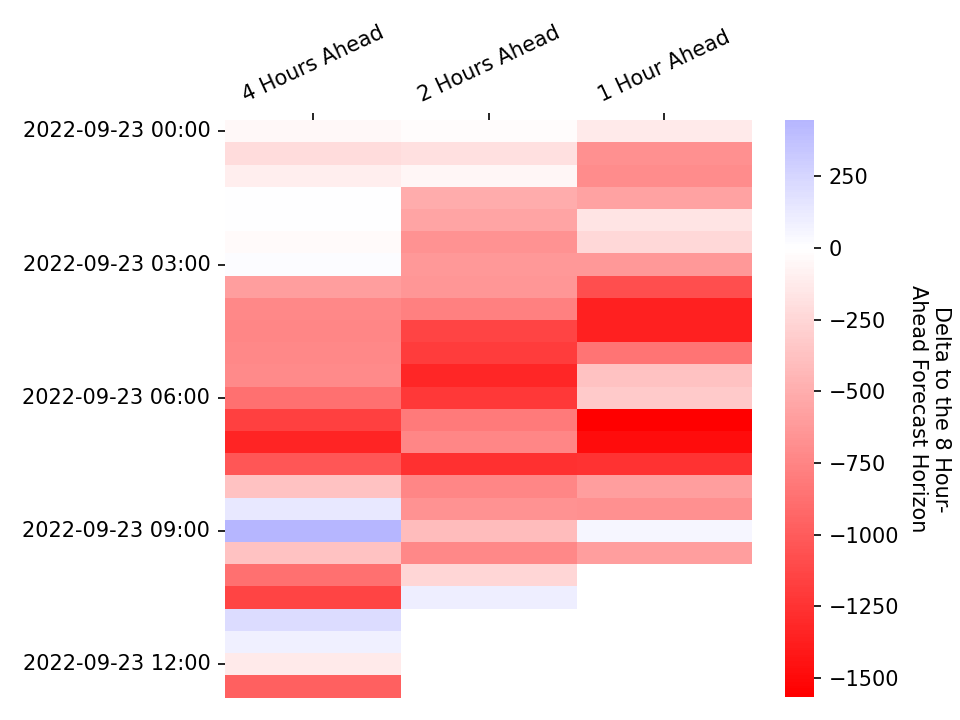 4 Hours Ahead
2 Hours Ahead
1 Hour Ahead
2022-09-23 00:00
2022-09-23 03:00
2022-09-23 06:00
2022-09-23 09:00
2022-09-23 12:00
250
0
−250
−500
−750
−1000
−1250
−1500
Delta to the 8 Hour-
Ahead Forecast Horizon